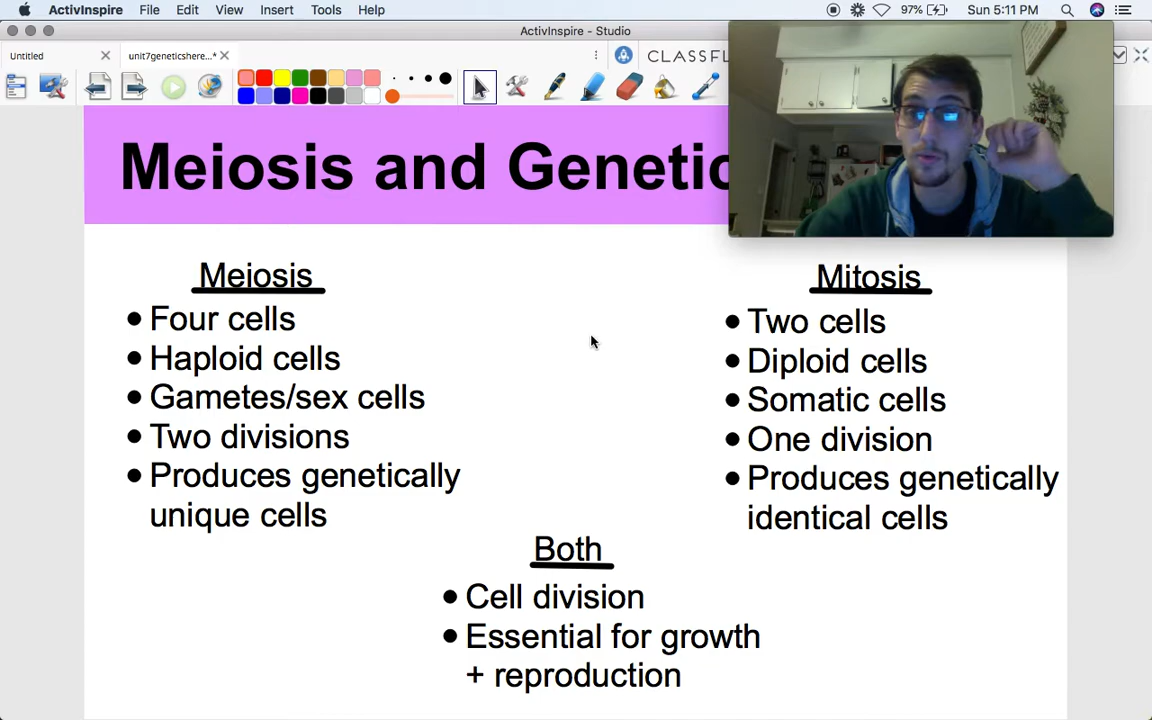 ActivInspire File Edit View Insert Tools Help 97% Sun 5:11 PM
ActivInspire - Studio
Untitled unit7geneticshere...* CLASSFL
Meiosis and Genetic
Meiosis
• Four cells
• Haploid cells
• Gametes/sex cells
• Two divisions
• Produces genetically
unique cells
Mitosis
• Two cells
• Diploid cells
• Somatic cells
• One division
• Produces genetically
identical cells
Both
• Cell division
• Essential for growth
+ reproduction